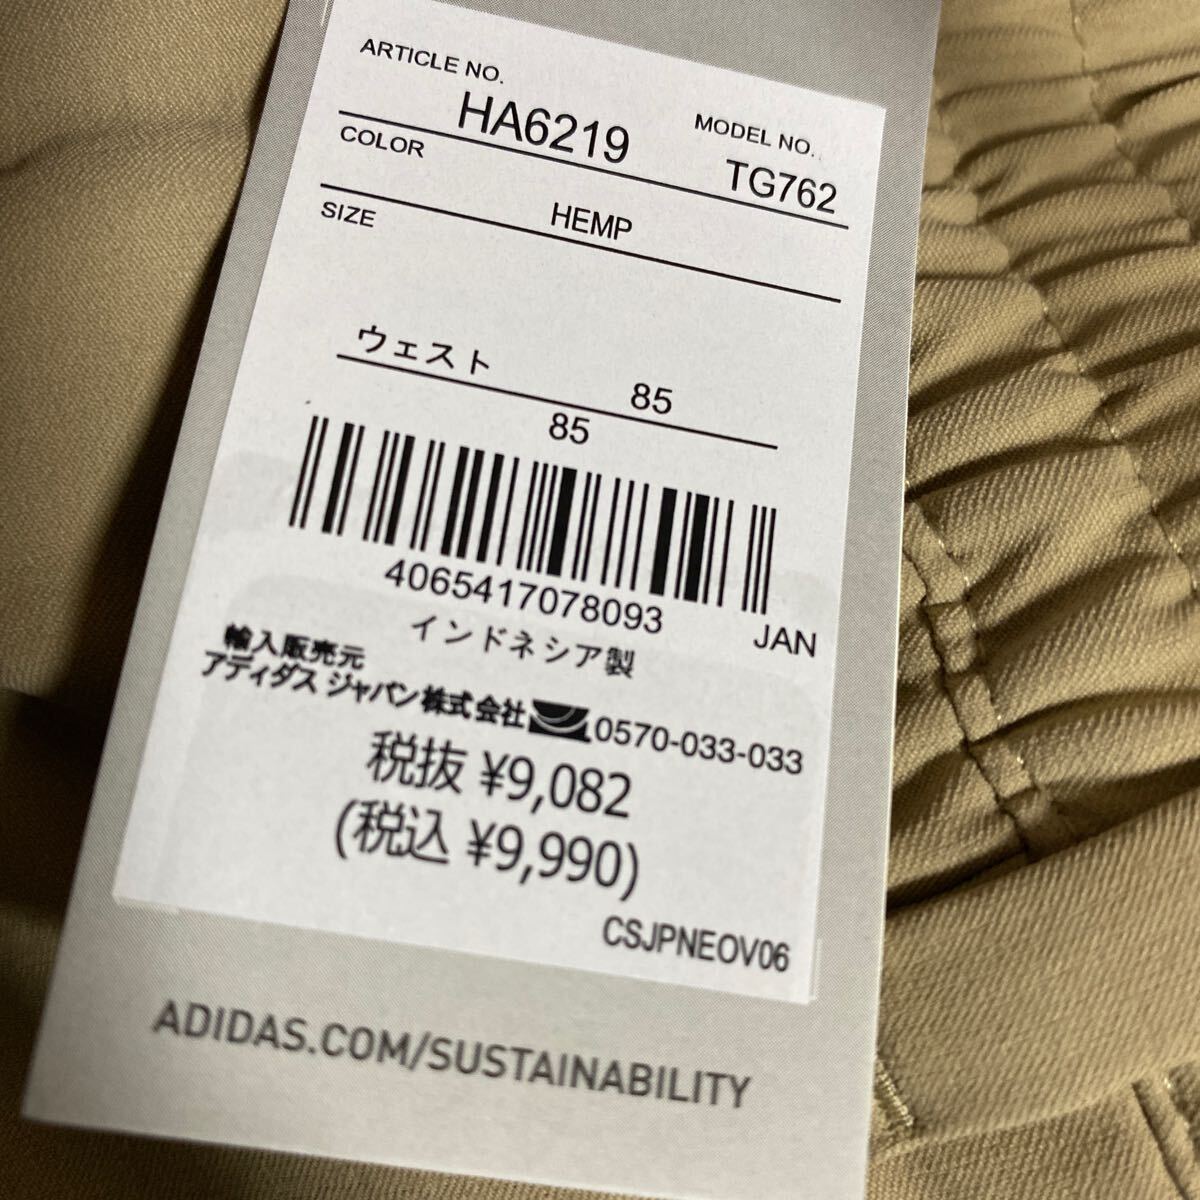 ARTICLE NO.
HA6219
MODEL NO.
TG762
COLOR
HEMP
SIZE
ウェスト 85
85
4065417078093
JAN
インドネシア製
輸入販売元
アディダス ジャパン株式会社 0570-033-033
税抜 ¥9,082
(税込 ¥9,990)
CSJPNEOV06
ADIDAS.COM/SUSTAINABILITY